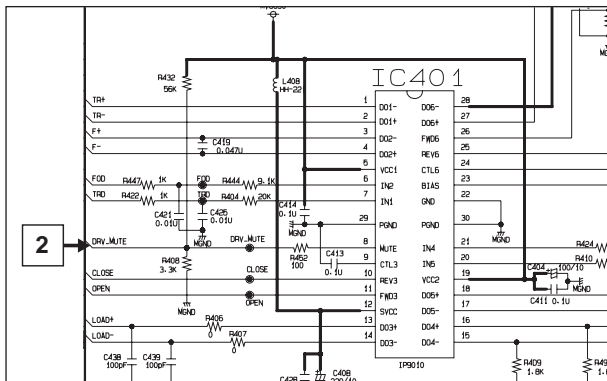 IC401
R432
56K
L408
HH-22
TR+
TR-
F+
F-
C419
0.047U
1 DO1- DO6- 28
2 DO1+ DO6+ 27
3 DO2- FWD6 26
4 DO2+ REV6 25
5 VCC1 CTL6 24
6 IN2 BIAS 23
7 IN1 GND 22
29 PGND PGND 30
8 MUTE IN4 21
9 CTL3 IN5 20
10 REV3 VCC2 19
11 FWD3 DO5+ 18
12 SVCC DO5- 17
13 DO3+ DO4+ 16
14 DO3- DO4- 15
IP9010
FOD
R447 1K
FOD
R444 9.1K
TRD
R422 1K
TRD
R404 20K
C414
0.1U
C421
0.01U
C425
0.01U
MGND
MGND
MGND
2
DRV_MUTE
DRV_MUTE
R452
100
C413
0.1U
R408
3.3K
CLOSE
CLOSE
OPEN
OPEN
MGND
R424
R410
C404
100/10
C411 0.1U
MGND
LOAD+
R406
0
LOAD-
R407
0
C438
100pF
C439
100pF
C428
C408
220/10
R409
1.8K